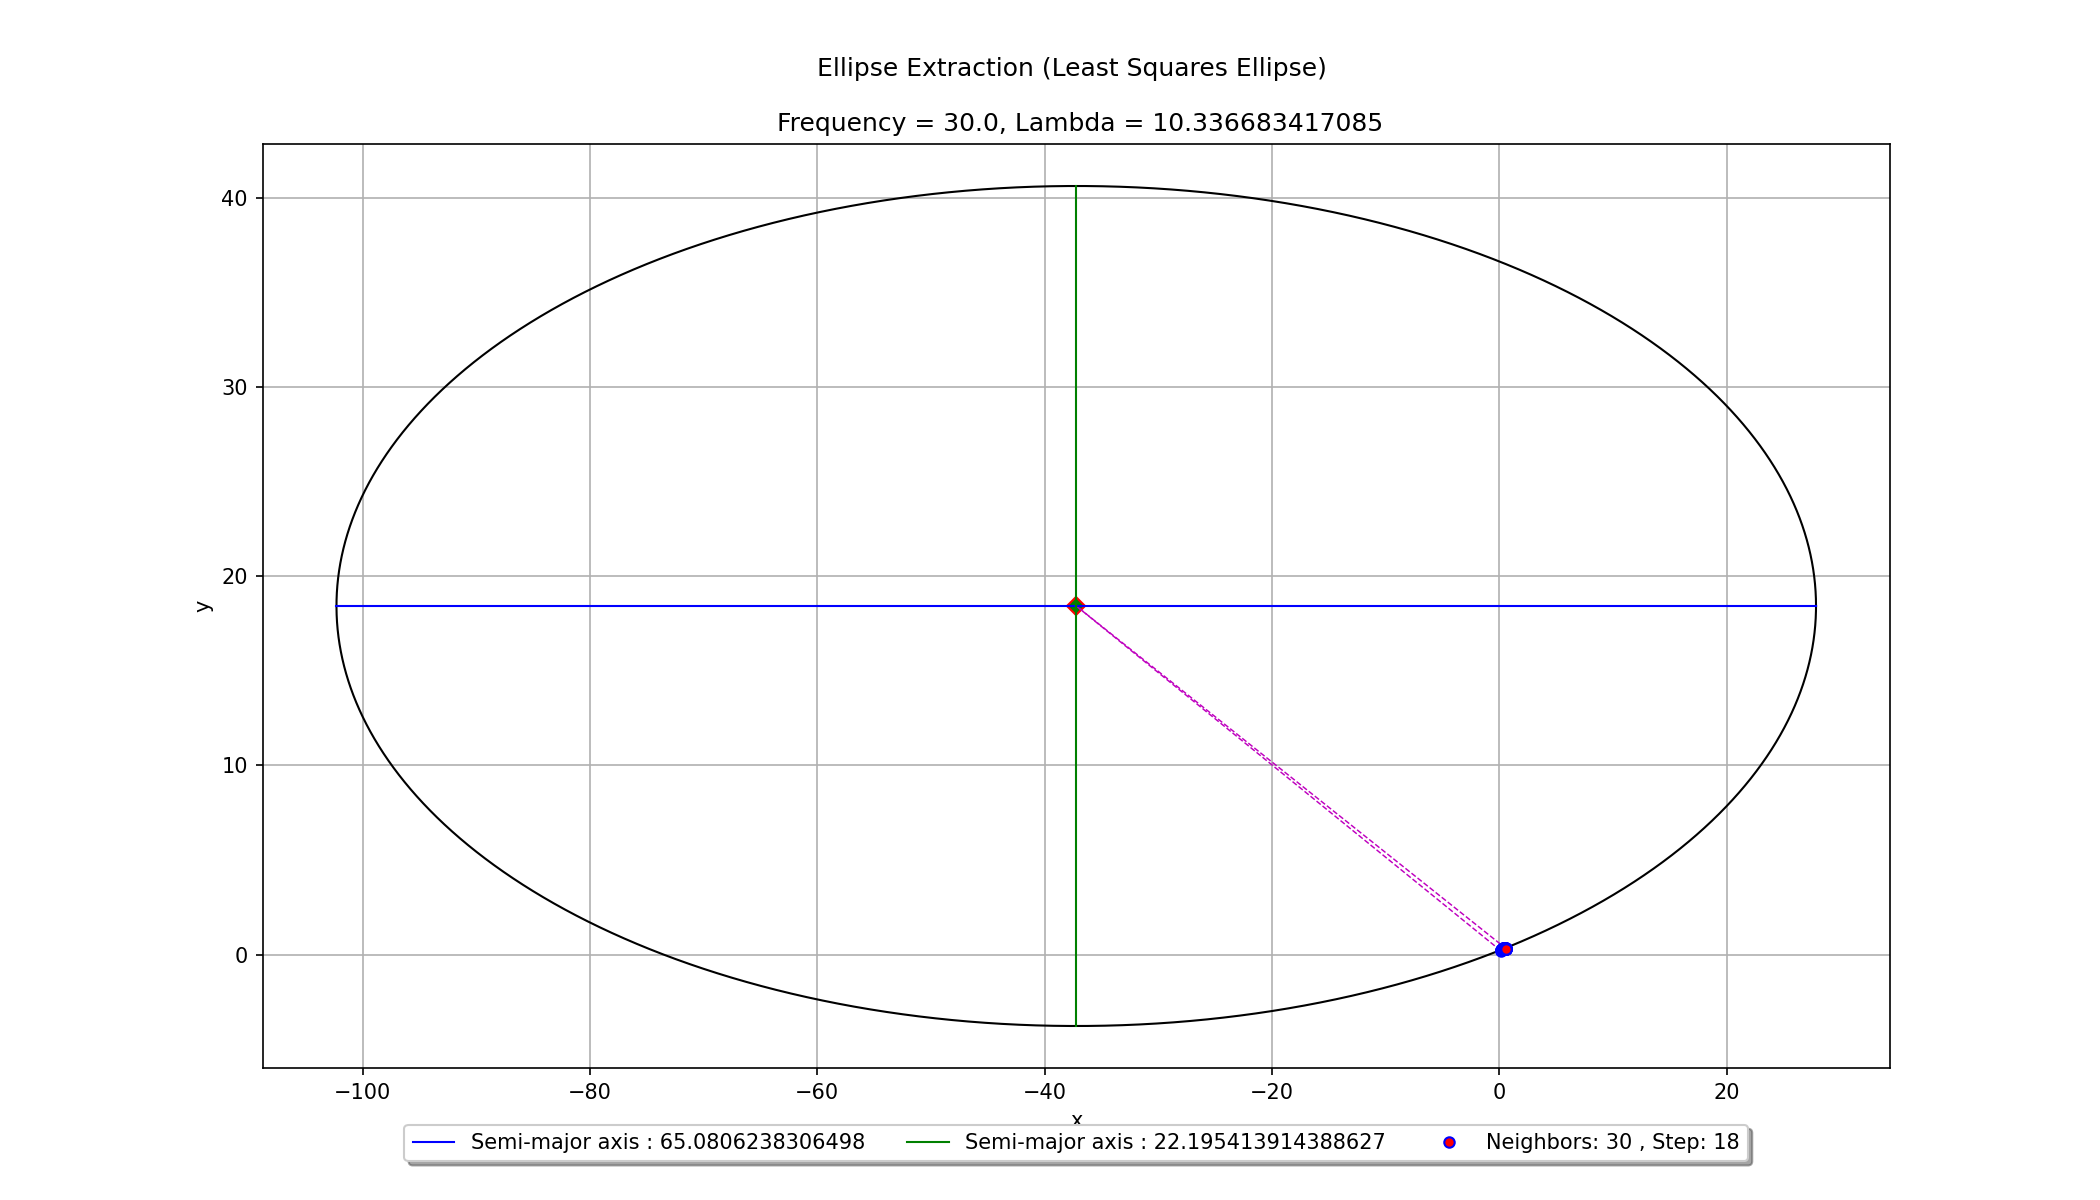 Ellipse Extraction (Least Squares Ellipse)
Frequency = 30.0, Lambda = 10.336683417085
40
30
20
10
0
y
−100 −80 −60 −40 −20 0 20
x
Semi-major axis : 65.0806238306498 Semi-major axis : 22.195413914388627 Neighbors: 30 , Step: 18